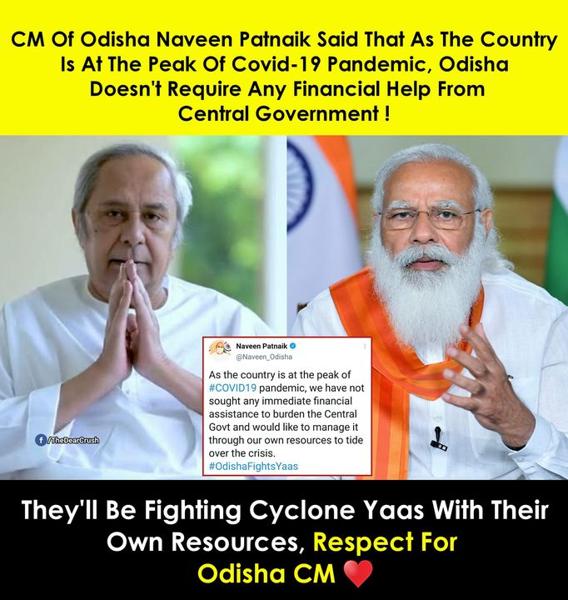 CM Of Odisha Naveen Patnaik Said That As The Country
Is At The Peak Of Covid-19 Pandemic, Odisha
Doesn't Require Any Financial Help From
Central Government !
Naveen Patnaik
@Naveen_Odisha
As the country is at the peak of
#COVID19 pandemic, we have not
sought any immediate financial
assistance to burden the Central
Govt and would like to manage it
through our own resources to tide
over the crisis.
#OdishaFightsYaas
f /TheDearCrush
They'll Be Fighting Cyclone Yaas With Their
Own Resources, Respect For
Odisha CM ❤️